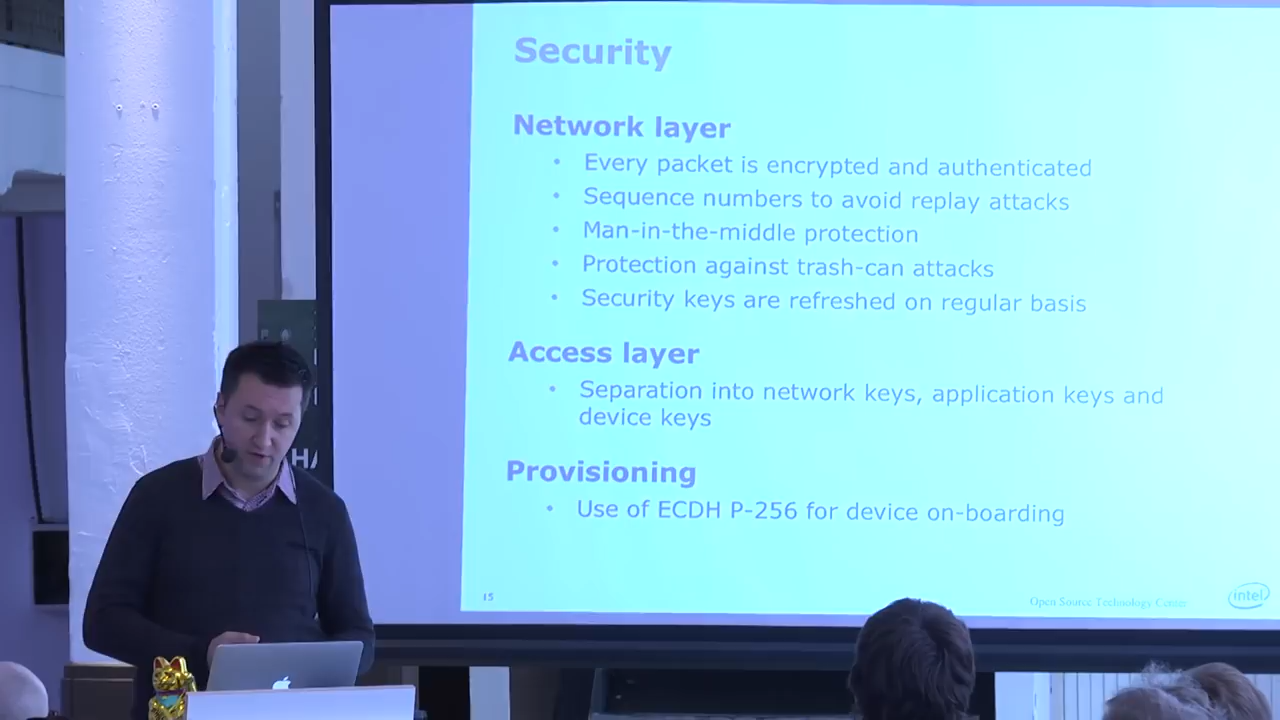 Security
Network layer
• Every packet is encrypted and authenticated
• Sequence numbers to avoid replay attacks
• Man-in-the-middle protection
• Protection against trash-can attacks
• Security keys are refreshed on regular basis
Access layer
• Separation into network keys, application keys and
device keys
Provisioning
• Use of ECDH P-256 for device on-boarding
15
Open Source Technology Center
intel